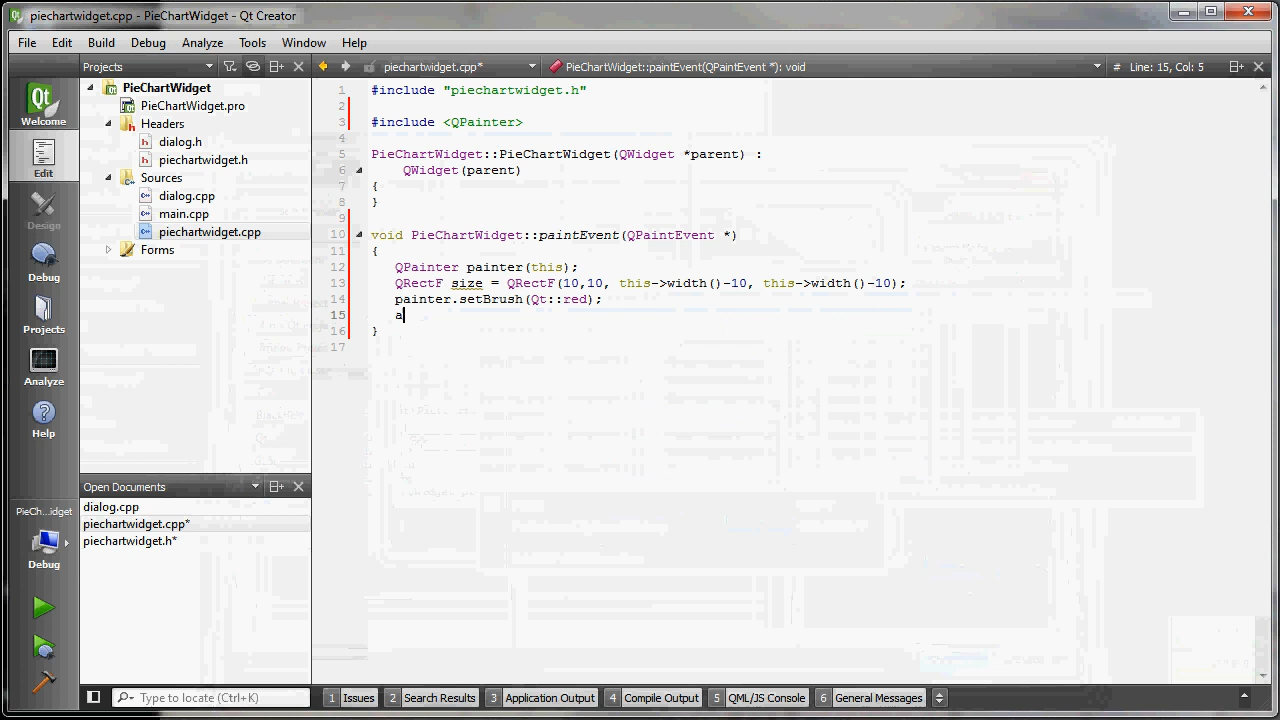 piechartwidget.cpp - PieChartWidget - Qt Creator
File Edit Build Debug Analyze Tools Window Help
Projects
piechartwidget.cpp*
PieChartWidget::paintEvent(QPaintEvent *): void
# Line: 15, Col: 5
Welcome
Edit
Design
Debug
Projects
Analyze
Help
PieCh...idget
Debug
PieChartWidget
PieChartWidget.pro
Headers
dialog.h
piechartwidget.h
Sources
dialog.cpp
main.cpp
piechartwidget.cpp
Forms
Open Documents
dialog.cpp
piechartwidget.cpp*
piechartwidget.h*
1 #include "piechartwidget.h"
2
3 #include <QPainter>
4
5 PieChartWidget::PieChartWidget(QWidget *parent) :
6 QWidget(parent)
7 {
8 }
9
10 void PieChartWidget::paintEvent(QPaintEvent *)
11 {
12 QPainter painter(this);
13 QRectF size = QRectF(10,10, this->width()-10, this->width()-10);
14 painter.setBrush(Qt::red);
15 a
16 }
17
Type to locate (Ctrl+K)
1 Issues 2 Search Results 3 Application Output 4 Compile Output 5 QML/JS Console 6 General Messages